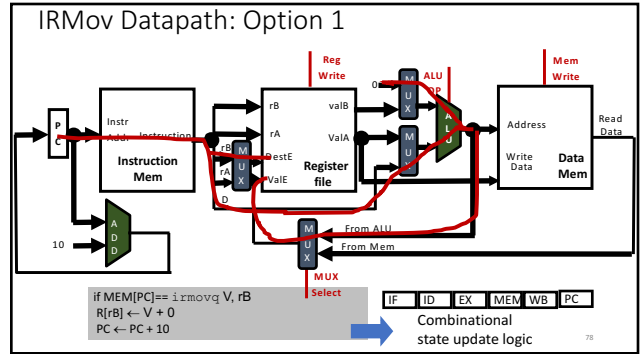 IRMov Datapath: Option 1
Reg
Write
Mem
Write
0
M
U
X
ALU
OP
A
L
U
P
C
Instr
Addr
Instruction
Instruction
Mem
rB
rA
rB
rA
D
M
U
X
valB
ValA
DestE
ValE
Register
file
M
U
X
Address
Write
Data
Data
Mem
Read
Data
A
D
D
10
M
U
X
From ALU
From Mem
MUX
Select
if MEM[PC]== irmovq V, rB
R[rB] ← V + 0
PC ← PC + 10
IF ID EX MEM WB PC
Combinational
state update logic
78